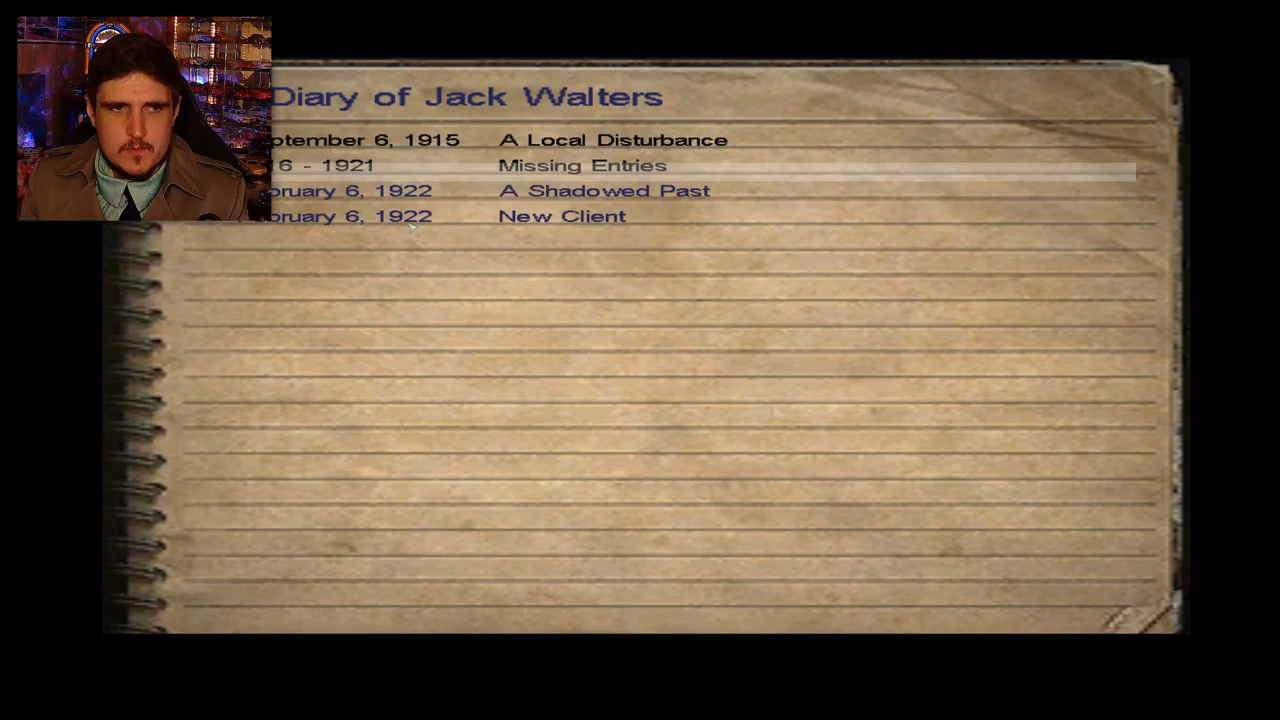 Diary of Jack Walters
ptember 6, 1915 A Local Disturbance
16 - 1921 Missing Entries
bruary 6, 1922 A Shadowed Past
bruary 6, 1922 New Client